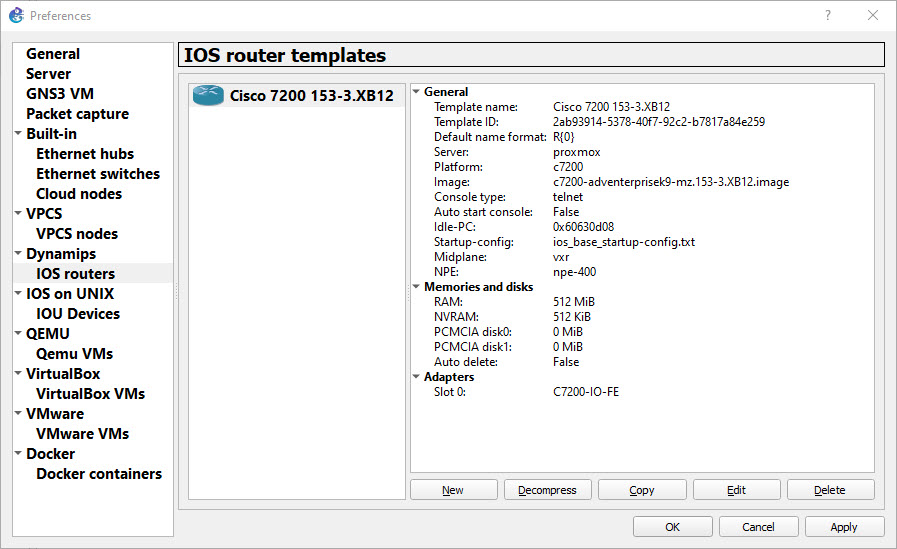 Preferences
General
Server
GNS3 VM
Packet capture
Built-in
Ethernet hubs
Ethernet switches
Cloud nodes
VPCS
VPCS nodes
Dynamips
IOS routers
IOS on UNIX
IOU Devices
QEMU
Qemu VMs
VirtualBox
VirtualBox VMs
VMware
VMware VMs
Docker
Docker containers
IOS router templates
Cisco 7200 153-3.XB12
General
Template name: Cisco 7200 153-3.XB12
Template ID: 2ab93914-5378-40f7-92c2-b7817a84e259
Default name format: R{0}
Server: proxmox
Platform: c7200
Image: c7200-adventerprisek9-mz.153-3.XB12.image
Console type: telnet
Auto start console: False
Idle-PC: 0x60630d08
Startup-config: ios_base_startup-config.txt
Midplane: vxr
NPE: npe-400
Memories and disks
RAM: 512 MiB
NVRAM: 512 KiB
PCMCIA disk0: 0 MiB
PCMCIA disk1: 0 MiB
Auto delete: False
Adapters
Slot 0: C7200-IO-FE
New Decompress Copy Edit Delete
OK Cancel Apply